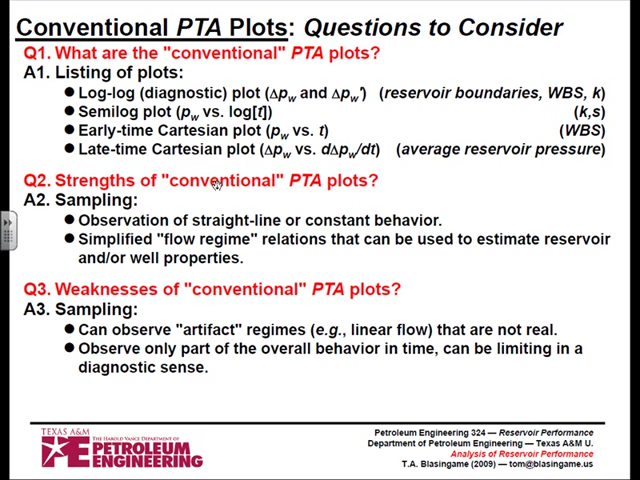 Conventional PTA Plots: Questions to Consider
Q1. What are the "conventional" PTA plots?
A1. Listing of plots:
● Log-log (diagnostic) plot (Δpw and Δpw') (reservoir boundaries, WBS, k)
● Semilog plot (pw vs. log[t]) (k,s)
● Early-time Cartesian plot (pw vs. t) (WBS)
● Late-time Cartesian plot (Δpw vs. dΔpw/dt) (average reservoir pressure)
Q2. Strengths of "conventional" PTA plots?
A2. Sampling:
● Observation of straight-line or constant behavior.
● Simplified "flow regime" relations that can be used to estimate reservoir
and/or well properties.
Q3. Weaknesses of "conventional" PTA plots?
A3. Sampling:
● Can observe "artifact" regimes (e.g., linear flow) that are not real.
● Observe only part of the overall behavior in time, can be limiting in a
diagnostic sense.
TEXAS A&M
THE HAROLD VANCE DEPARTMENT OF
PE PETROLEUM
ENGINEERING
Petroleum Engineering 324 — Reservoir Performance
Department of Petroleum Engineering — Texas A&M U.
Analysis of Reservoir Performance
T.A. Blasingame (2009) — tom@blasingame.us